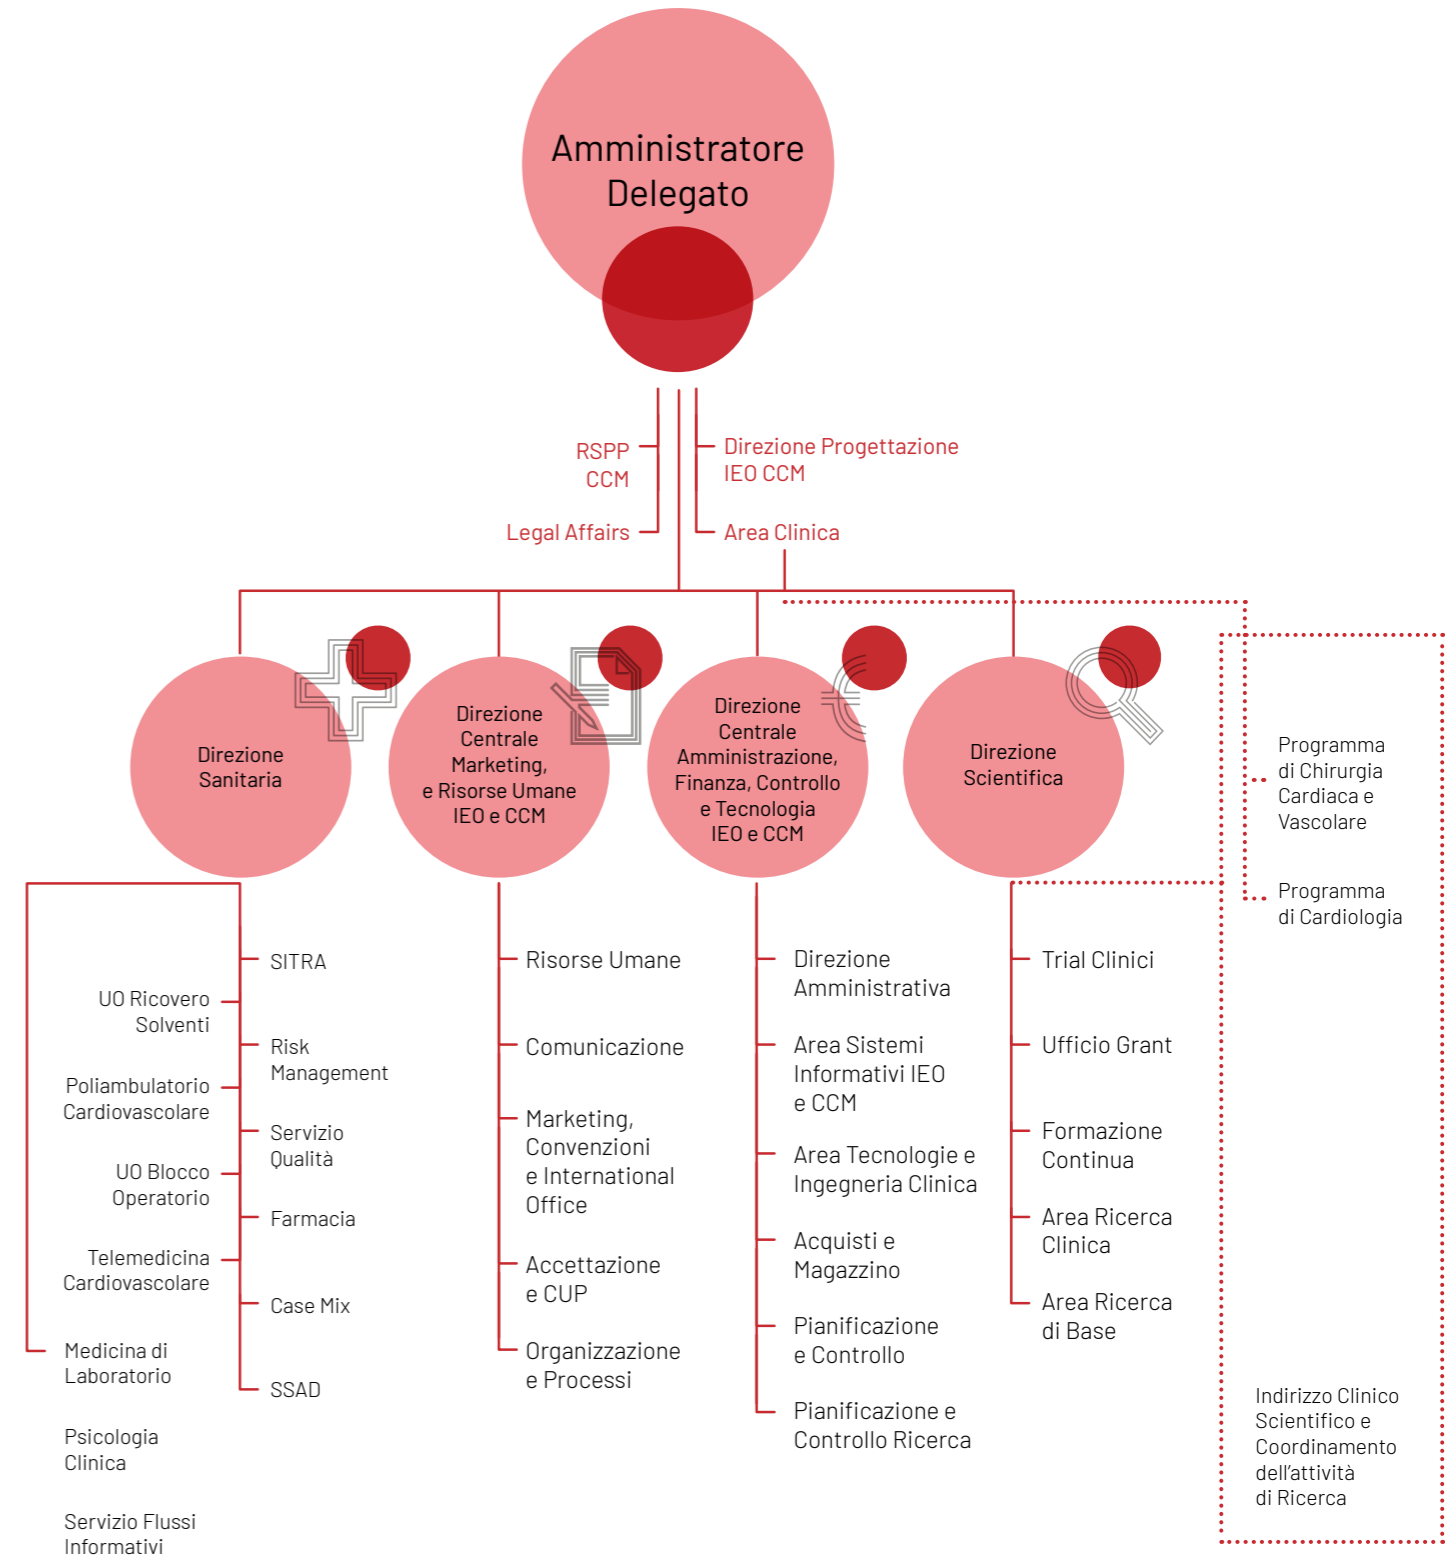 Amministratore
Delegato
RSPP
CCM
Legal Affairs
Direzione Progettazione
IEO CCM
Area Clinica
Direzione
Sanitaria
Direzione
Centrale
Marketing,
e Risorse Umane
IEO e CCM
Direzione
Centrale
Amministrazione,
Finanza, Controllo
e Tecnologia
IEO e CCM
Direzione
Scientifica
Programma
di Chirurgia
Cardiaca e
Vascolare
Programma
di Cardiologia
Indirizzo Clinico
Scientifico e
Coordinamento
dell'attività
di Ricerca
SITRA
UO Ricovero
Solventi
Risk
Management
Poliambulatorio
Cardiovascolare
Servizio
Qualità
UO Blocco
Operatorio
Farmacia
Telemedicina
Cardiovascolare
Case Mix
Medicina di
Laboratorio
SSAD
Psicologia
Clinica
Servizio Flussi
Informativi
Risorse Umane
Comunicazione
Marketing,
Convenzioni
e International
Office
Accettazione
e CUP
Organizzazione
e Processi
Direzione
Amministrativa
Area Sistemi
Informativi IEO
e CCM
Area Tecnologie e
Ingegneria Clinica
Acquisti e
Magazzino
Pianificazione
e Controllo
Pianificazione e
Controllo Ricerca
Trial Clinici
Ufficio Grant
Formazione
Continua
Area Ricerca
Clinica
Area Ricerca
di Base